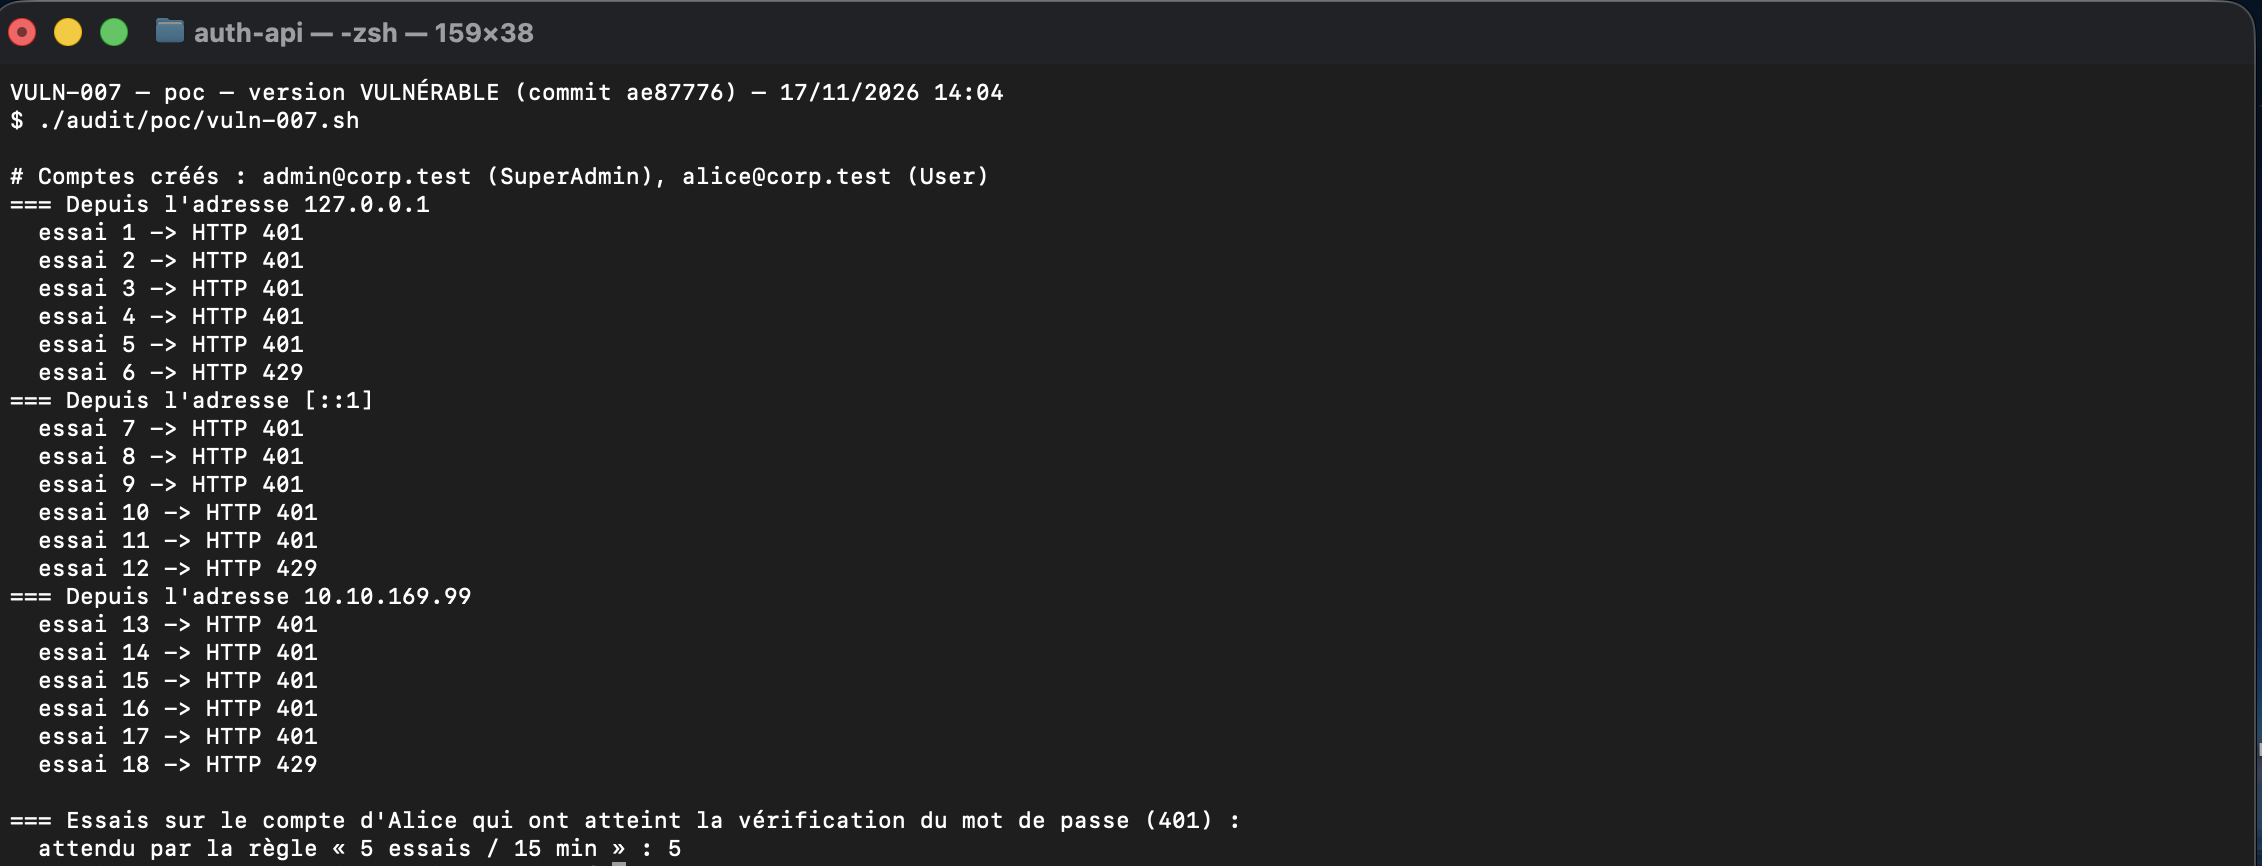 auth-api — -zsh — 159×38
VULN-007 — poc — version VULNÉRABLE (commit ae87776) — 17/11/2026 14:04
$ ./audit/poc/vuln-007.sh
# Comptes créés : admin@corp.test (SuperAdmin), alice@corp.test (User)
=== Depuis l'adresse 127.0.0.1
essai 1 -> HTTP 401
essai 2 -> HTTP 401
essai 3 -> HTTP 401
essai 4 -> HTTP 401
essai 5 -> HTTP 401
essai 6 -> HTTP 429
=== Depuis l'adresse [::1]
essai 7 -> HTTP 401
essai 8 -> HTTP 401
essai 9 -> HTTP 401
essai 10 -> HTTP 401
essai 11 -> HTTP 401
essai 12 -> HTTP 429
=== Depuis l'adresse 10.10.169.99
essai 13 -> HTTP 401
essai 14 -> HTTP 401
essai 15 -> HTTP 401
essai 16 -> HTTP 401
essai 17 -> HTTP 401
essai 18 -> HTTP 429
=== Essais sur le compte d'Alice qui ont atteint la vérification du mot de passe (401) :
attendu par la règle « 5 essais / 15 min » : 5